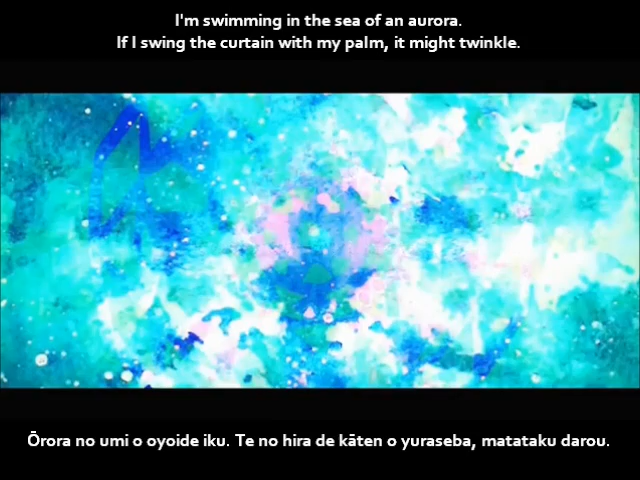 I'm swimming in the sea of an aurora.
If I swing the curtain with my palm, it might twinkle.
Ōrora no umi o oyoide iku. Te no hira de kāten o yuraseba, matataku darou.